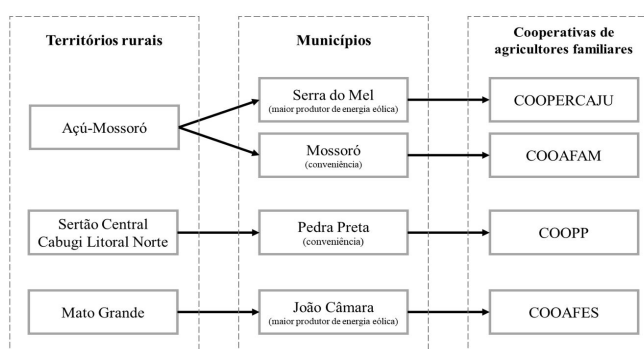 Territórios rurais
Municípios
Cooperativas de
agricultores familiares
Açú-Mossoró
Serra do Mel
(maior produtor de energia eólica)
COOPERCAJU
Mossoró
(conveniência)
COOAFAM
Sertão Central
Cabugi Litoral Norte
Pedra Preta
(conveniência)
COOPP
Mato Grande
João Câmara
(maior produtor de energia eólica)
COOAFES